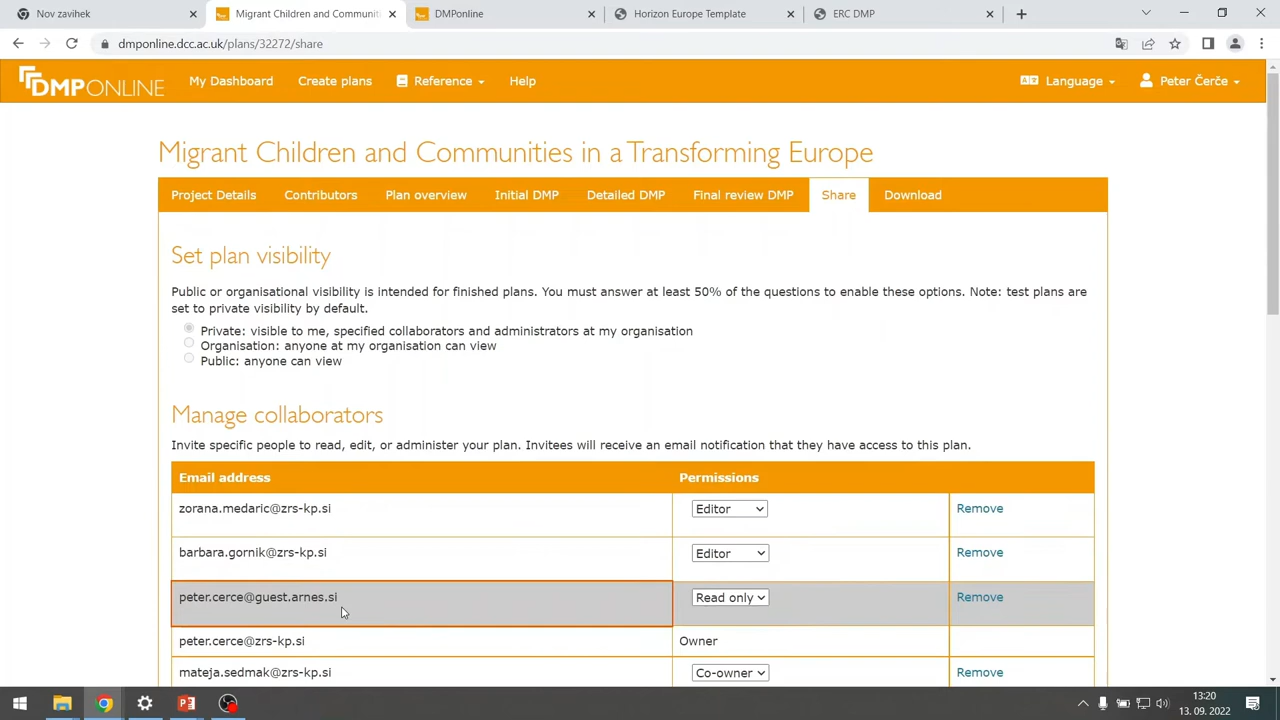 Nov zavihek
Migrant Children and Communiti
DMPonline
Horizon Europe Template
ERC DMP
dmponline.dcc.ac.uk/plans/32272/share
DMPONLINE
My Dashboard
Create plans
Reference
Help
Language
Peter Čerče
Migrant Children and Communities in a Transforming Europe
Project Details
Contributors
Plan overview
Initial DMP
Detailed DMP
Final review DMP
Share
Download
Set plan visibility
Public or organisational visibility is intended for finished plans. You must answer at least 50% of the questions to enable these options. Note: test plans are
set to private visibility by default.
Private: visible to me, specified collaborators and administrators at my organisation
Organisation: anyone at my organisation can view
Public: anyone can view
Manage collaborators
Invite specific people to read, edit, or administer your plan. Invitees will receive an email notification that they have access to this plan.
Email address Permissions
zorana.medaric@zrs-kp.si Editor Remove
barbara.gornik@zrs-kp.si Editor Remove
peter.cerce@guest.arnes.si Read only Remove
peter.cerce@zrs-kp.si Owner
mateja.sedmak@zrs-kp.si Co-owner Remove
13:20
13. 09. 2022